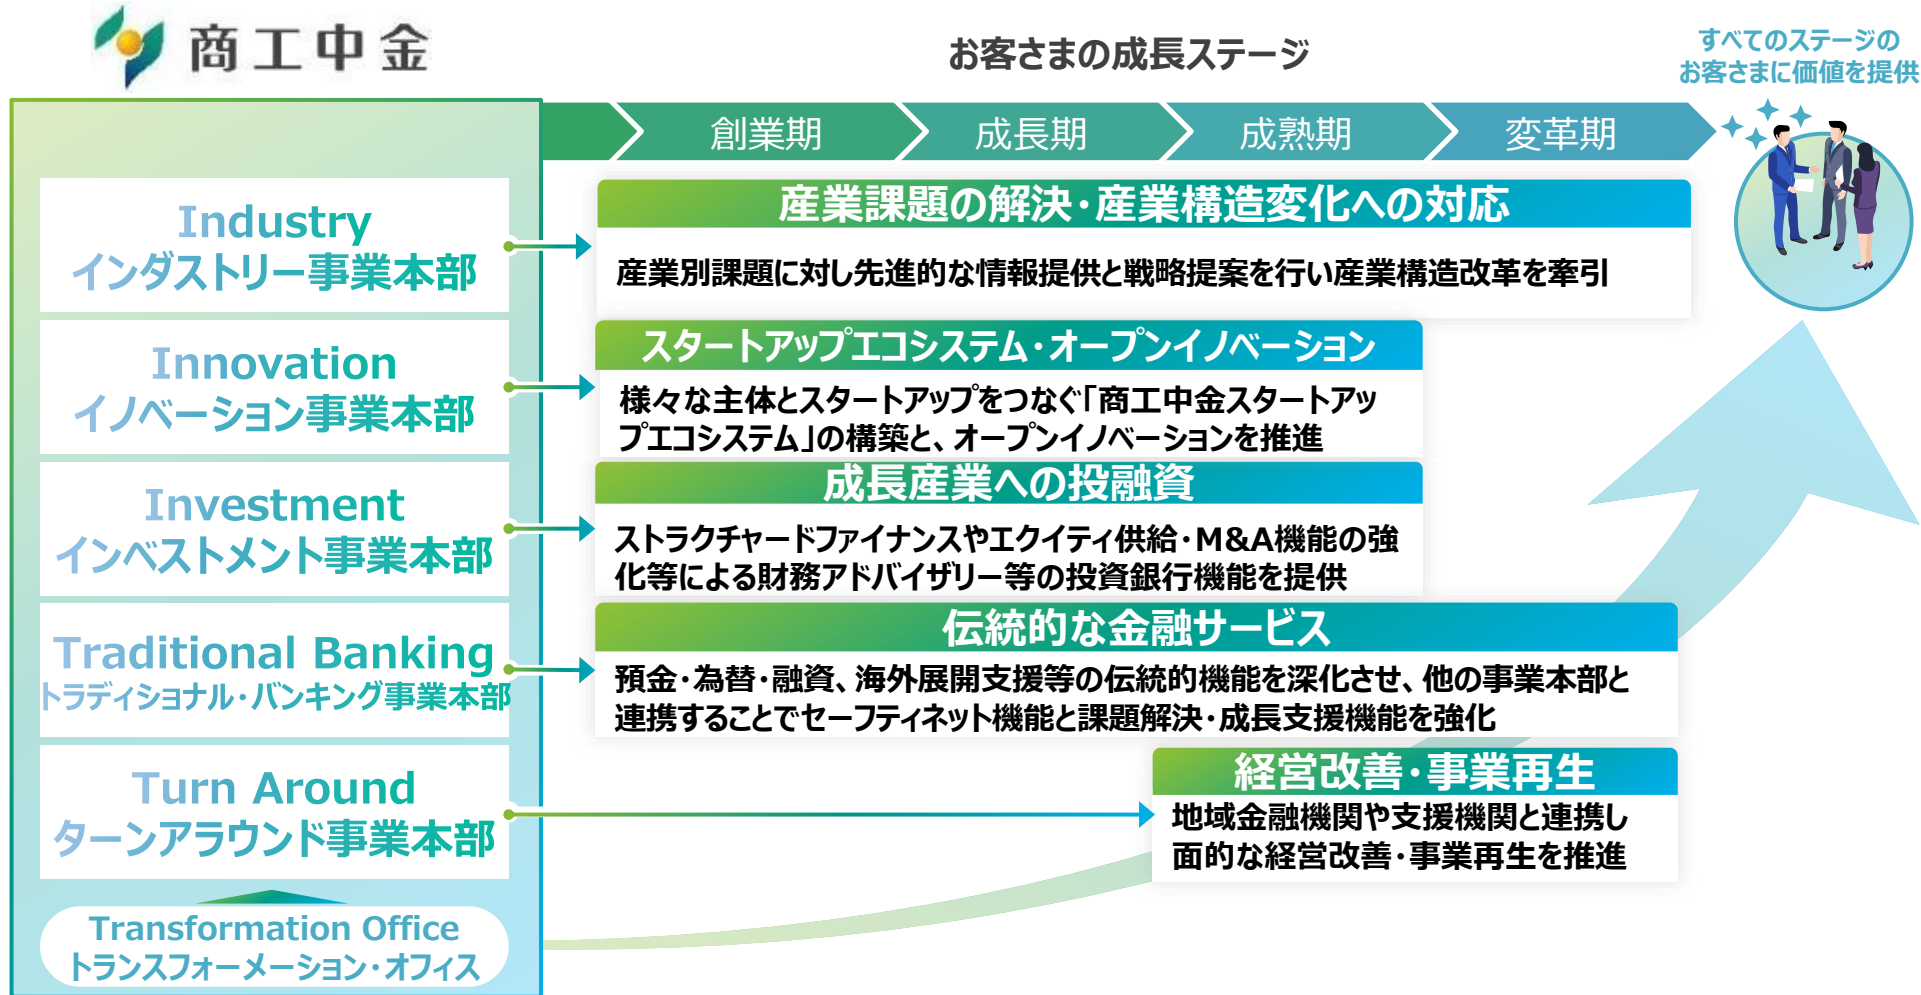 商工中金
お客さまの成長ステージ
すべてのステージの
お客さまに価値を提供
創業期
成長期
成熟期
変革期
Industry
インダストリー事業本部
産業課題の解決・産業構造変化への対応
産業別課題に対し先進的な情報提供と戦略提案を行い産業構造改革を牽引
Innovation
イノベーション事業本部
スタートアップエコシステム・オープンイノベーション
様々な主体とスタートアップをつなぐ「商工中金スタートアッ
プエコシステム」の構築と、オープンイノベーションを推進
Investment
インベストメント事業本部
成長産業への投融資
ストラクチャードファイナンスやエクイティ供給・M&A機能の強
化等による財務アドバイザリー等の投資銀行機能を提供
Traditional Banking
トラディショナル・バンキング事業本部
伝統的な金融サービス
預金・為替・融資、海外展開支援等の伝統的機能を深化させ、他の事業本部と
連携することでセーフティネット機能と課題解決・成長支援機能を強化
Turn Around
ターンアラウンド事業本部
経営改善・事業再生
地域金融機関や支援機関と連携し
面的な経営改善・事業再生を推進
Transformation Office
トランスフォーメーション・オフィス